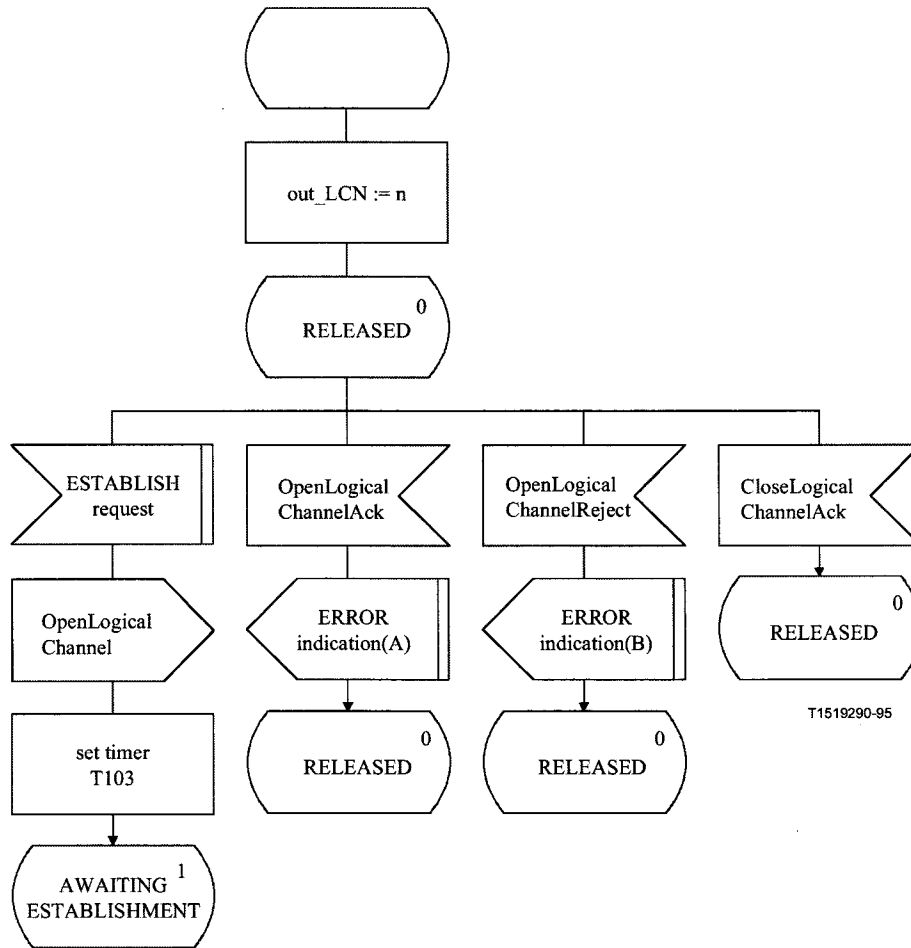 out_LCN := n
0
RELEASED
ESTABLISH
request
OpenLogical
ChannelAck
OpenLogical
ChannelReject
CloseLogical
ChannelAck
OpenLogical
Channel
ERROR
indication(A)
ERROR
indication(B)
0
RELEASED
T1519290-95
set timer
T103
0
RELEASED
0
RELEASED
1
AWAITING
ESTABLISHMENT